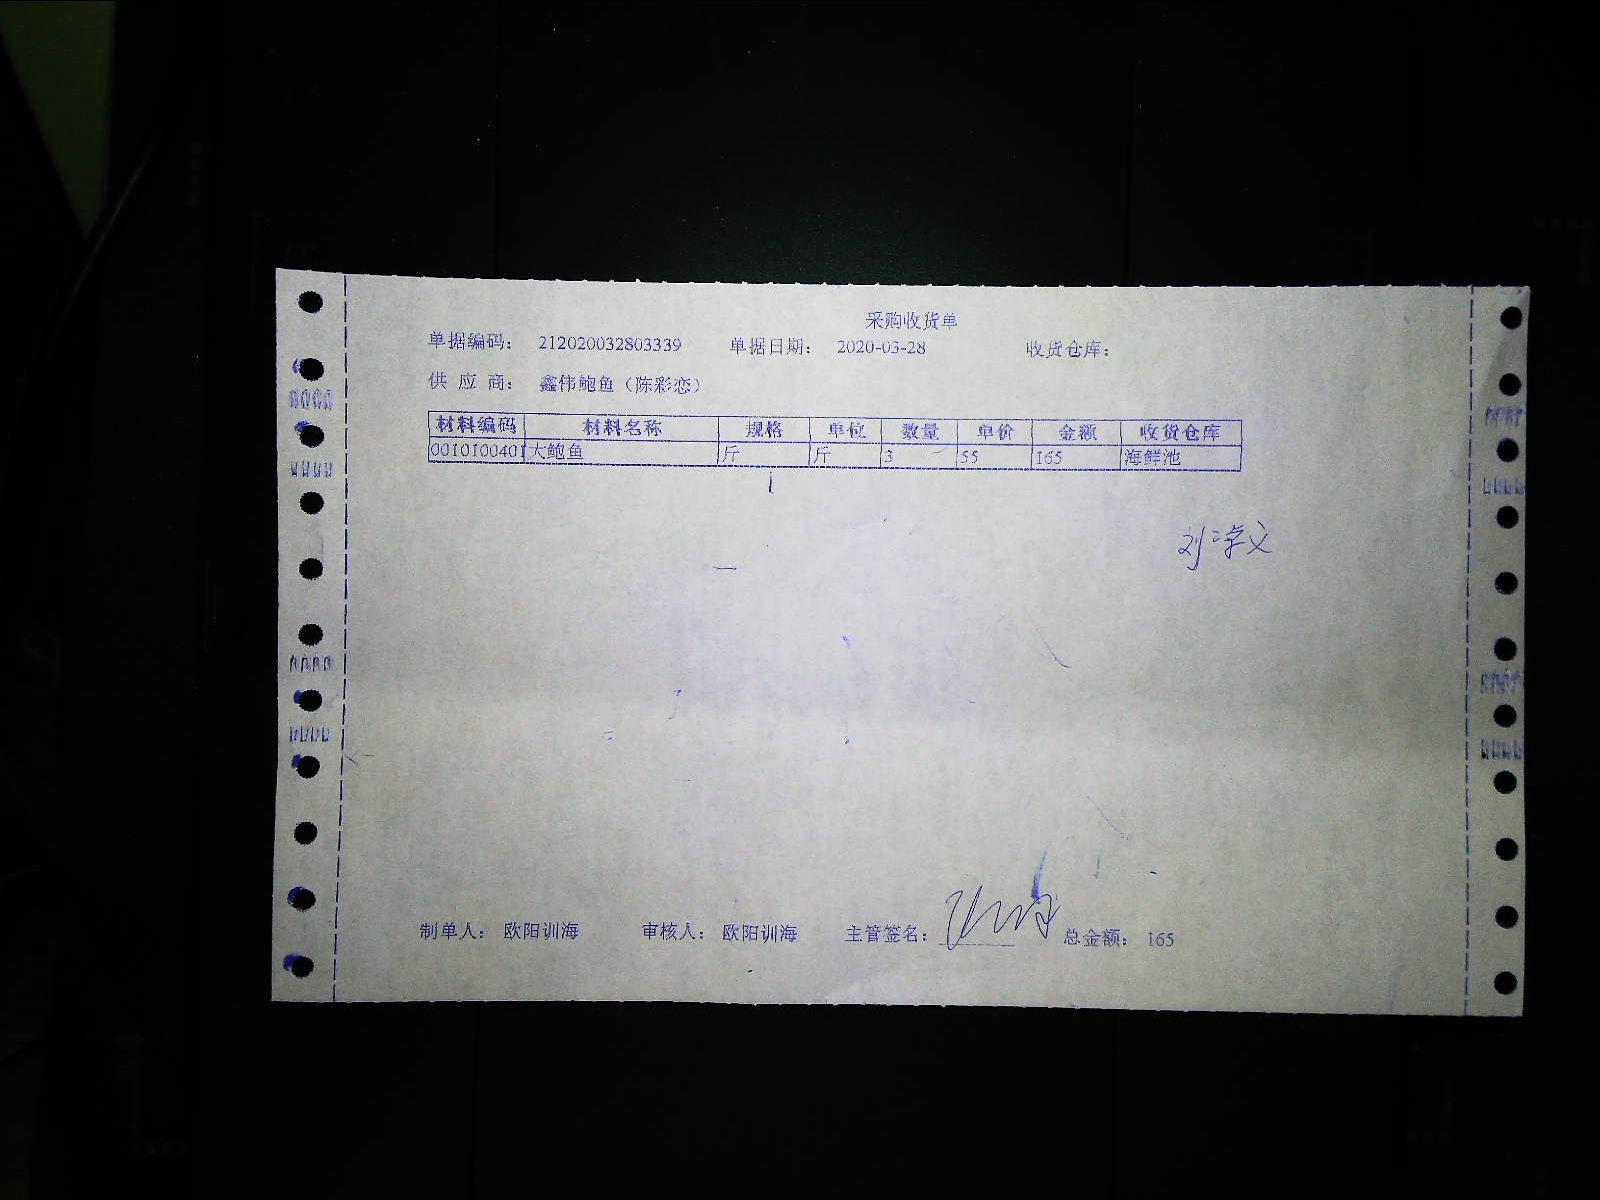 采购收货单
单据编码： 212020032803339 单据日期： 2020-03-28 收货仓库：
供 应 商： 鑫伟鲍鱼（陈彩恋）
材料编码 材料名称 规格 单位 数量 单价 金额 收货仓库
0010100401 大鲍鱼 斤 斤 3 55 165 海鲜池
制单人： 欧阳训海 审核人： 欧阳训海 主管签名： 总金额： 165